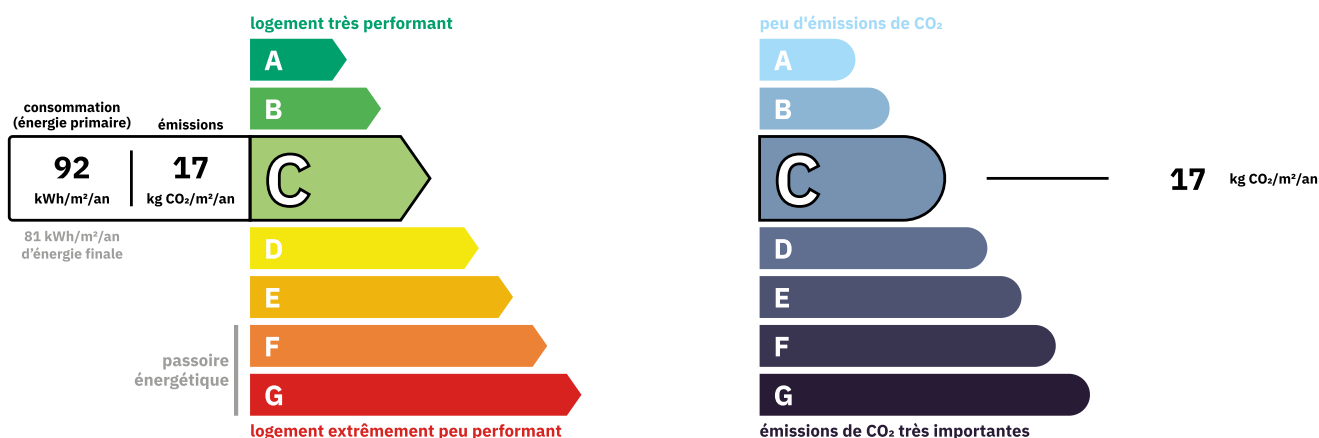 logement très performant
A
B
consommation
(énergie primaire)
émissions
92
kWh/m²/an
17
kg CO₂/m²/an
C
81 kWh/m²/an
d'énergie finale
D
E
F
G
passoire
énergétique
logement extrêmement peu performant
peu d'émissions de CO₂
A
B
C
17 kg CO₂/m²/an
D
E
F
G
émissions de CO₂ très importantes